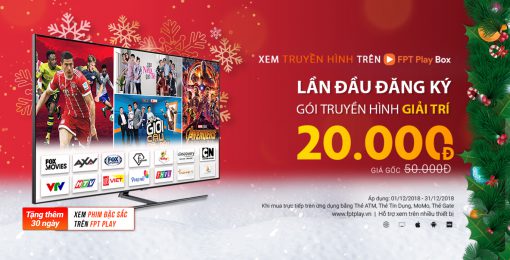 XEM TRUYỀN HÌNH TRÊN FPT Play Box
LẦN ĐẦU ĐĂNG KÝ
GÓI TRUYỀN HÌNH GIẢI TRÍ
20.000Đ
GIÁ GỐC 50.000Đ
Áp dụng: 01/12/2018 - 31/12/2018
Khi mua trực tiếp trên ứng dụng bằng Thẻ ATM, Thẻ Tín Dụng, MoMo, Thẻ Gate
www.fptplay.vn | Hỗ trợ xem trên nhiều thiết bị
AVENGERS
FOX MOVIES
AXN
FOX
Discovery
CN
VTV
HTV
Tặng thêm 30 ngày
XEM PHIM ĐẶC SẮC TRÊN FPT PLAY